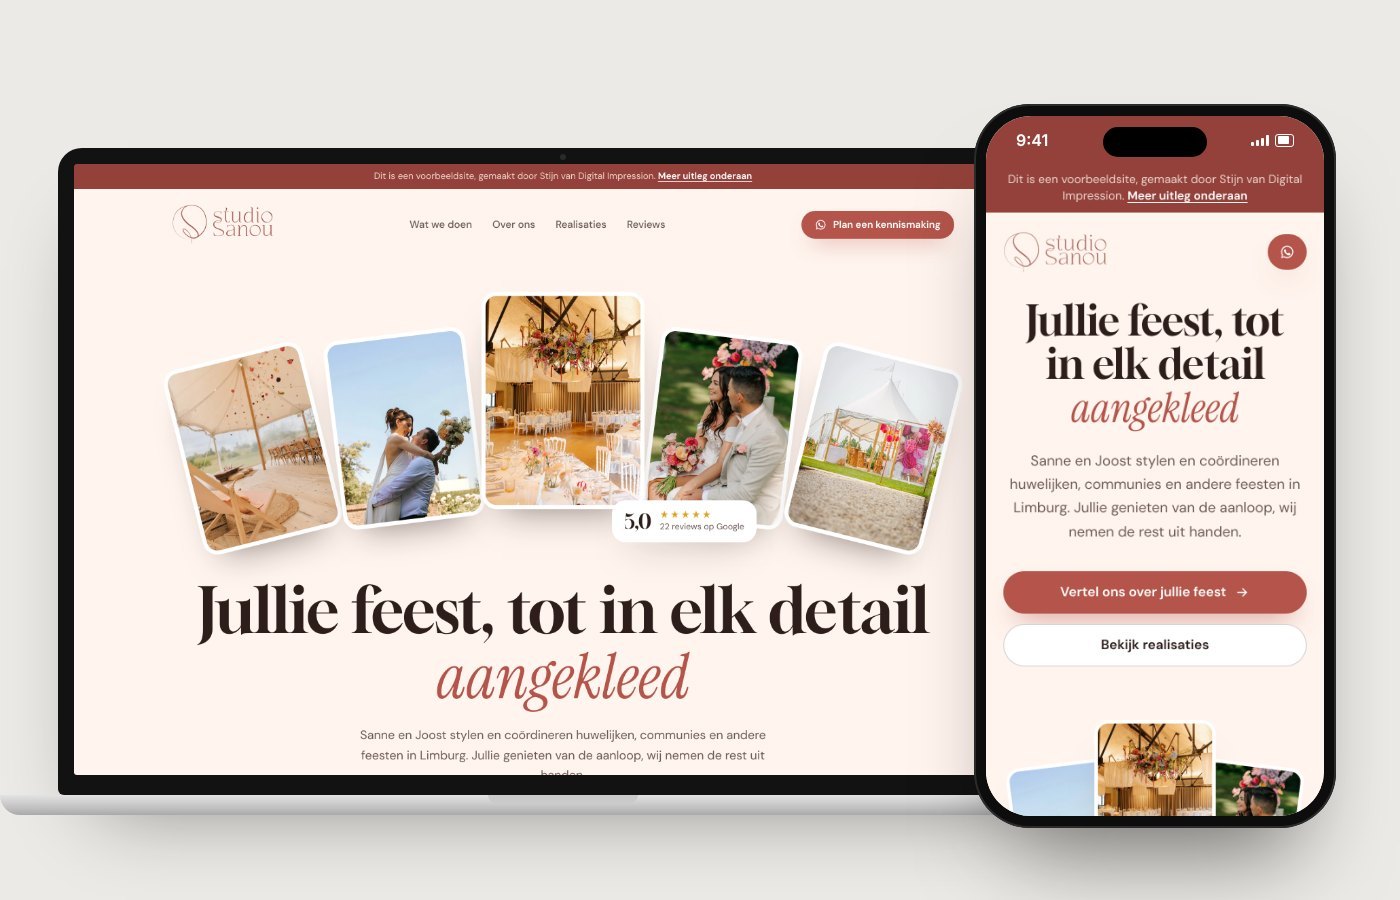 Dit is een voorbeeldsite, gemaakt door Stijn van Digital Impression. Meer uitleg onderaan
studio
Sanou
Wat we doen
Over ons
Realisaties
Reviews
Plan een kennismaking
5,0
22 reviews op Google
Jullie feest, tot in elk detail
aangekleed
Sanne en Joost stylen en coördineren huwelijken, communies en andere
feesten in Limburg. Jullie genieten van de aanloop, wij nemen de rest uit
handen.
9:41
Dit is een voorbeeldsite, gemaakt door Stijn van Digital
Impression. Meer uitleg onderaan
studio
Sanou
Jullie feest, tot
in elk detail
aangekleed
Sanne en Joost stylen en coördineren
huwelijken, communies en andere feesten in
Limburg. Jullie genieten van de aanloop, wij
nemen de rest uit handen.
Vertel ons over jullie feest →
Bekijk realisaties